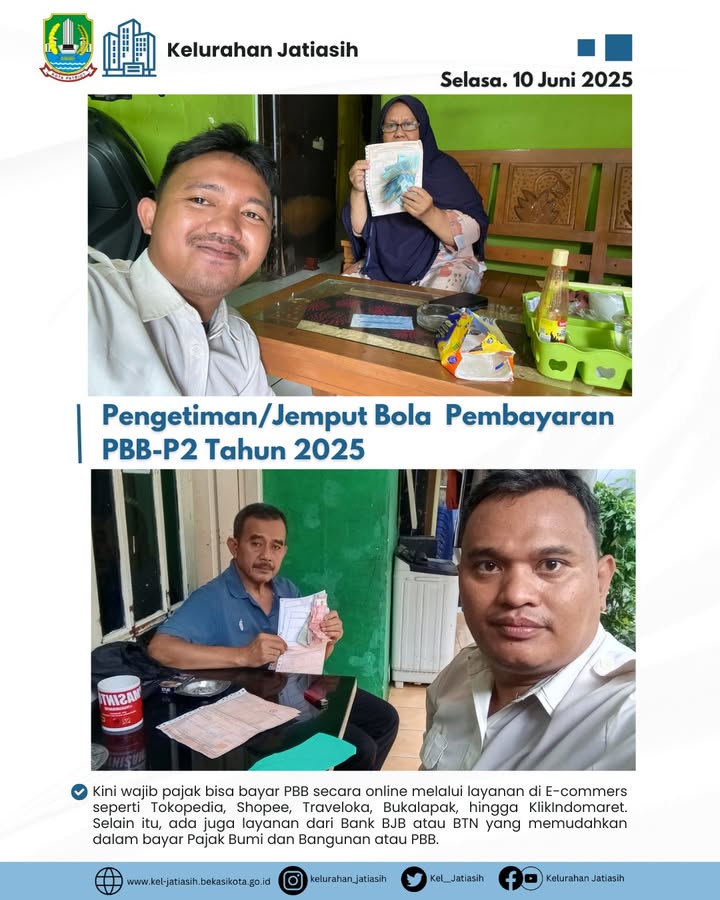 Kelurahan Jatiasih
Selasa. 10 Juni 2025
Pengetiman/Jemput Bola Pembayaran
PBB-P2 Tahun 2025
MASINT
Kini wajib pajak bisa bayar PBB secara online melalui layanan di E-commers
seperti Tokopedia, Shopee, Traveloka, Bukalapak, hingga KlikIndomaret.
Selain itu, ada juga layanan dari Bank BJB atau BTN yang memudahkan
dalam bayar Pajak Bumi dan Bangunan atau PBB.
www.kel-jatiasih.bekasikota.go.id
kelurahan_jatiasih
Kel__Jatiasih
Kelurahan Jatiasih